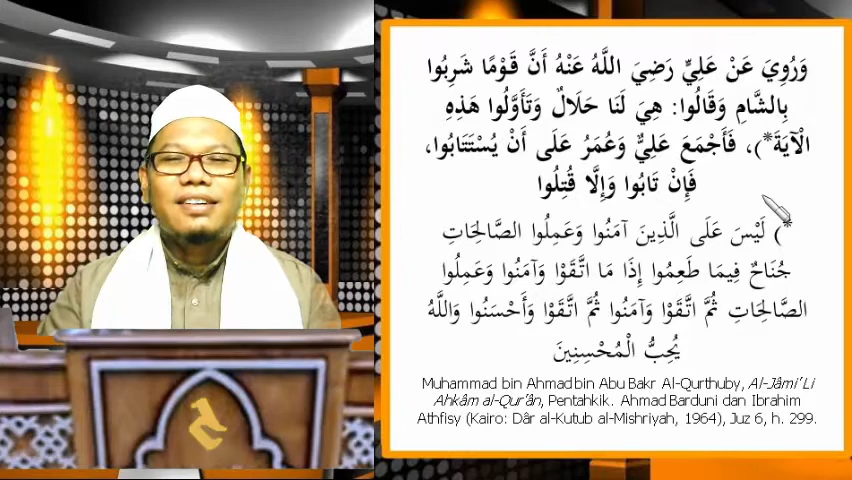 وَرُوِيَ عَنْ عَلِيٍّ رَضِيَ اللَّهُ عَنْهُ أَنَّ قَوْمًا شَرِبُوا
بِالشَّامِ وَقَالُوا: هِيَ لَنَا حَلَالٌ وَتَأَوَّلُوا هَذِهِ
الْآيَةَ*)، فَأَجْمَعَ عَلِيٌّ وَعُمَرُ عَلَى أَنْ يُسْتَتَابُوا،
فَإِنْ تَابُوا وَإِلَّا قُتِلُوا
*) لَيْسَ عَلَى الَّذِينَ آمَنُوا وَعَمِلُوا الصَّالِحَاتِ
جُنَاحٌ فِيمَا طَعِمُوا إِذَا مَا اتَّقَوْا وَآمَنُوا وَعَمِلُوا
الصَّالِحَاتِ ثُمَّ اتَّقَوْا وَآمَنُوا ثُمَّ اتَّقَوْا وَأَحْسَنُوا وَاللَّهُ
يُحِبُّ الْمُحْسِنِينَ
Muhammad bin Ahmad bin Abu Bakr Al-Qurthuby, Al-Jâmi' Li
Ahkâm al-Qur'ân, Pentahkik. Ahmad Barduni dan Ibrahim
Athfisy (Kairo: Dâr al-Kutub al-Mishriyah, 1964), Juz 6, h. 299.